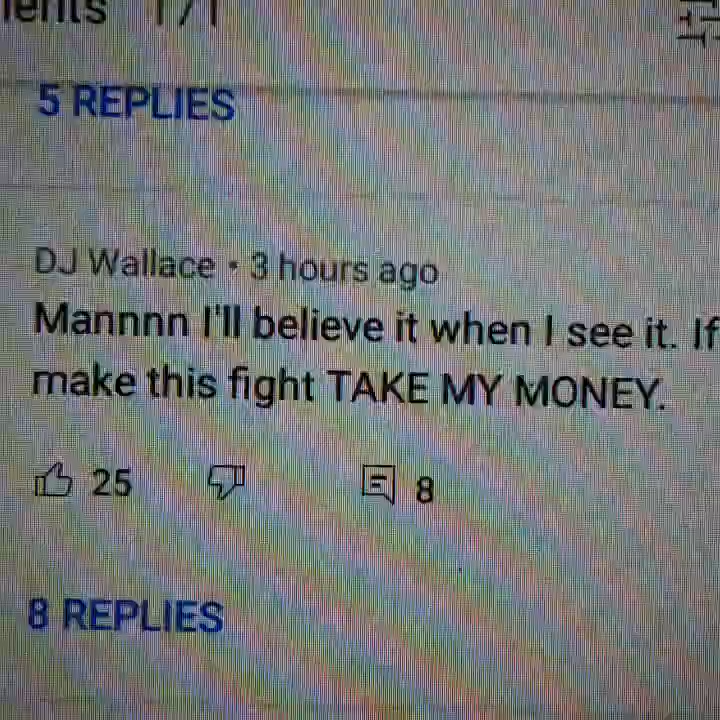 5 REPLIES
DJ Wallace • 3 hours ago
Mannnn I'll believe it when I see it. If
make this fight TAKE MY MONEY.
25
8
8 REPLIES